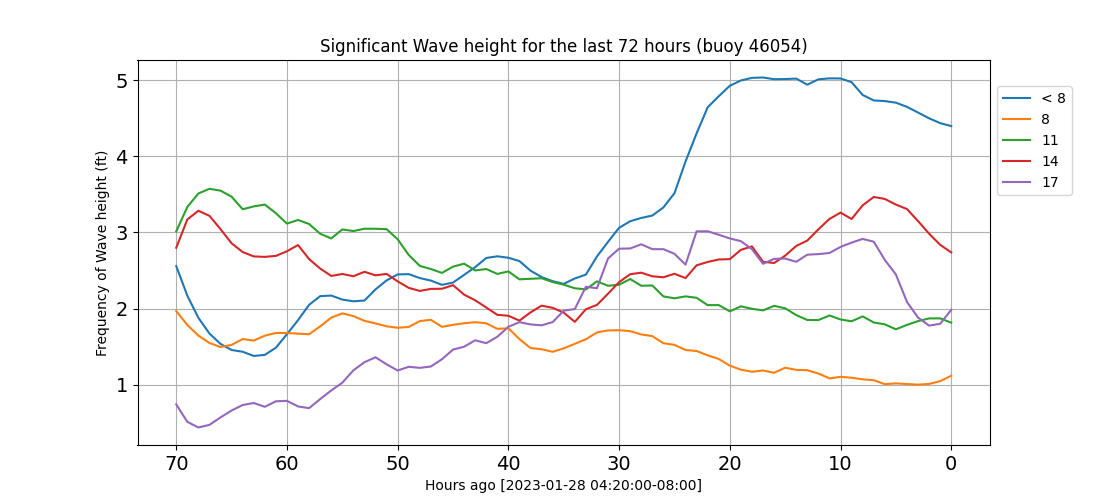 Significant Wave height for the last 72 hours (buoy 46054)
Frequency of Wave height (ft)
5
4
3
2
1
70 60 50 40 30 20 10 0
Hours ago [2023-01-28 04:20:00-08:00]
< 8
8
11
14
17